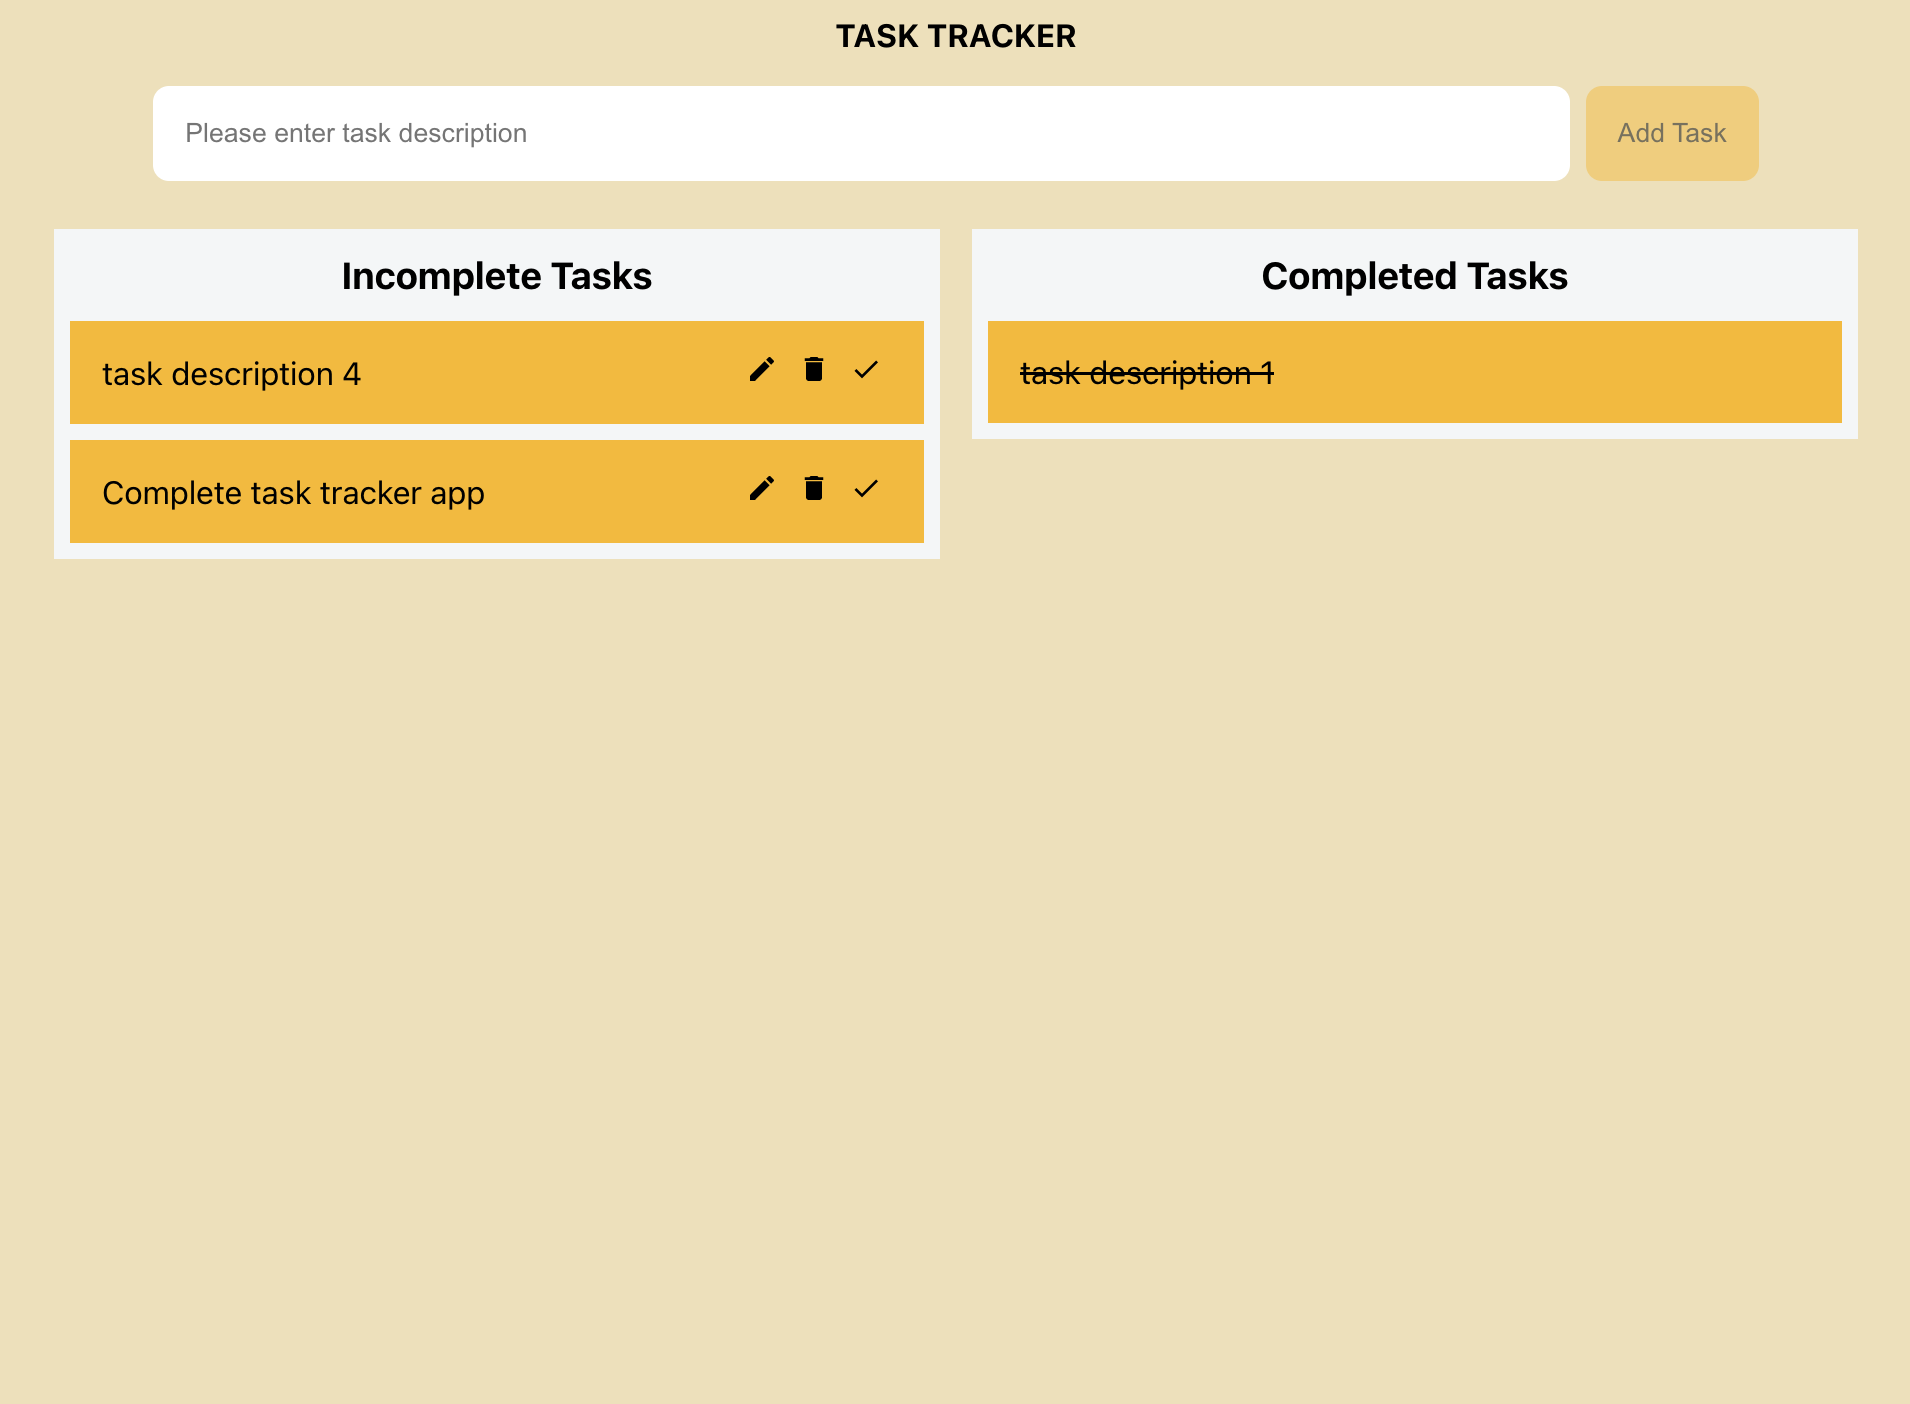 TASK TRACKER
Please enter task description
Add Task
Incomplete Tasks
task description 4
Complete task tracker app
Completed Tasks
task description 1